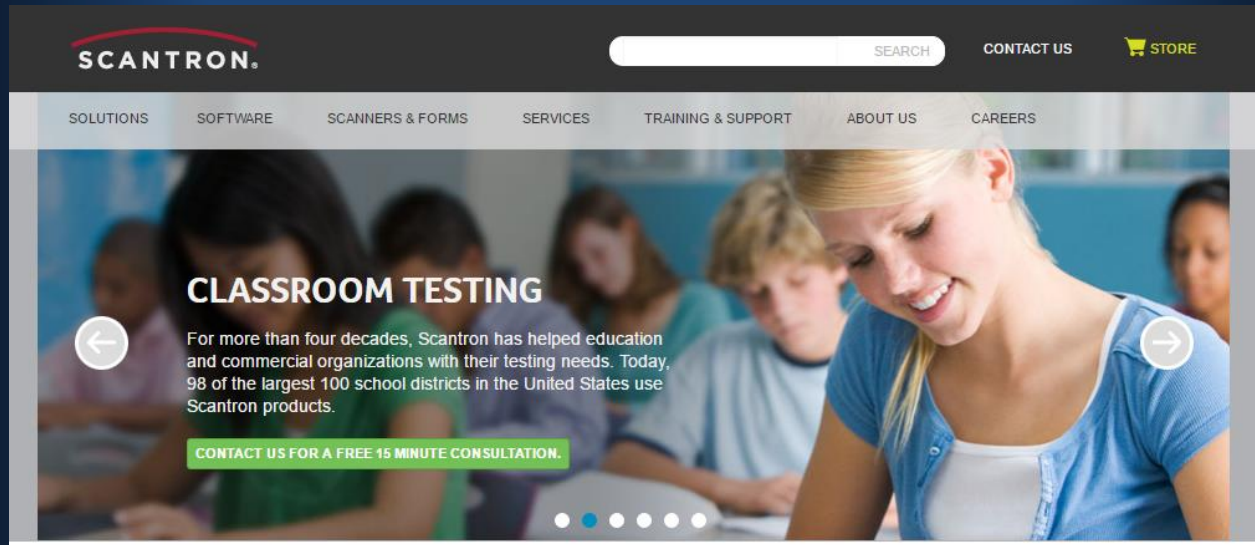 SCANTRON®
SEARCH
CONTACT US
STORE
SOLUTIONS
SOFTWARE
SCANNERS & FORMS
SERVICES
TRAINING & SUPPORT
ABOUT US
CAREERS
CLASSROOM TESTING
For more than four decades, Scantron has helped education
and commercial organizations with their testing needs. Today,
98 of the largest 100 school districts in the United States use
Scantron products.
CONTACT US FOR A FREE 15 MINUTE CONSULTATION.